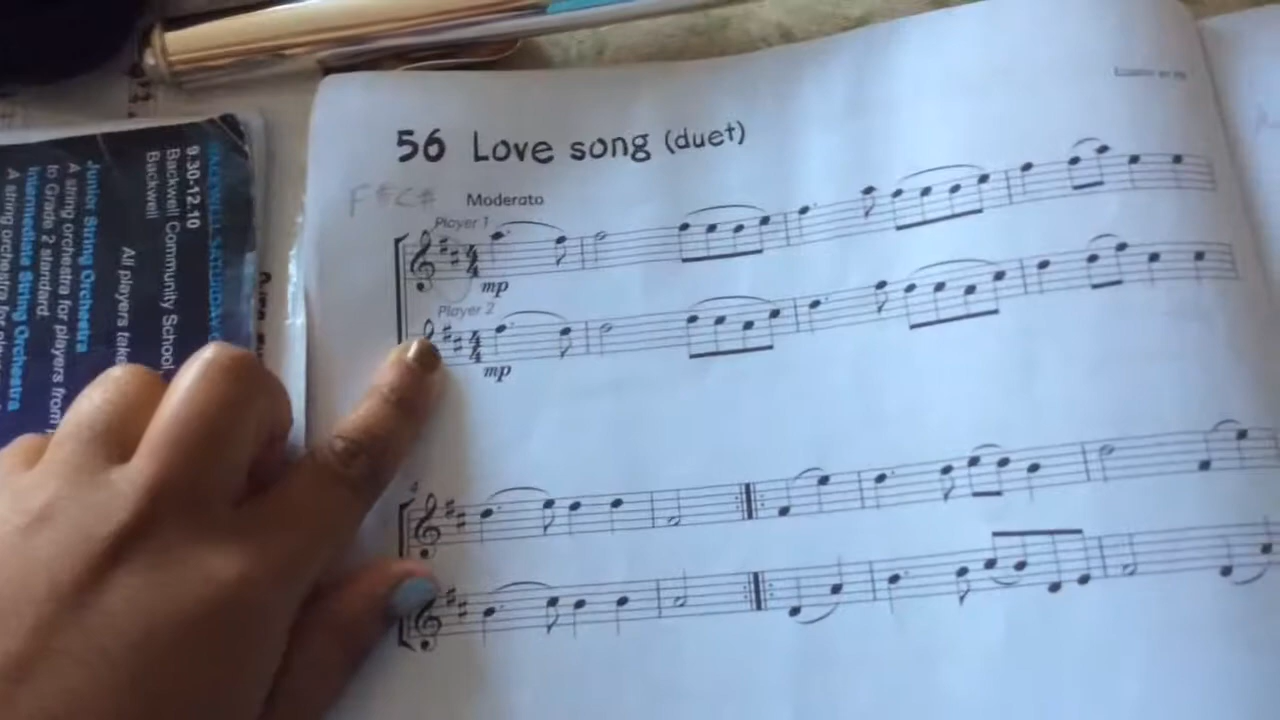 56 Love song (duet)
F#C#
Moderato
Player 1
mp
Player 2
mp
4
9.30-12.10
Backwell Community School,
Backwell
All players take
Junior String Orchestra
A string orchestra for players from
to Grade 2 standard.
Intermediate String Orchestra
A string orchestra for